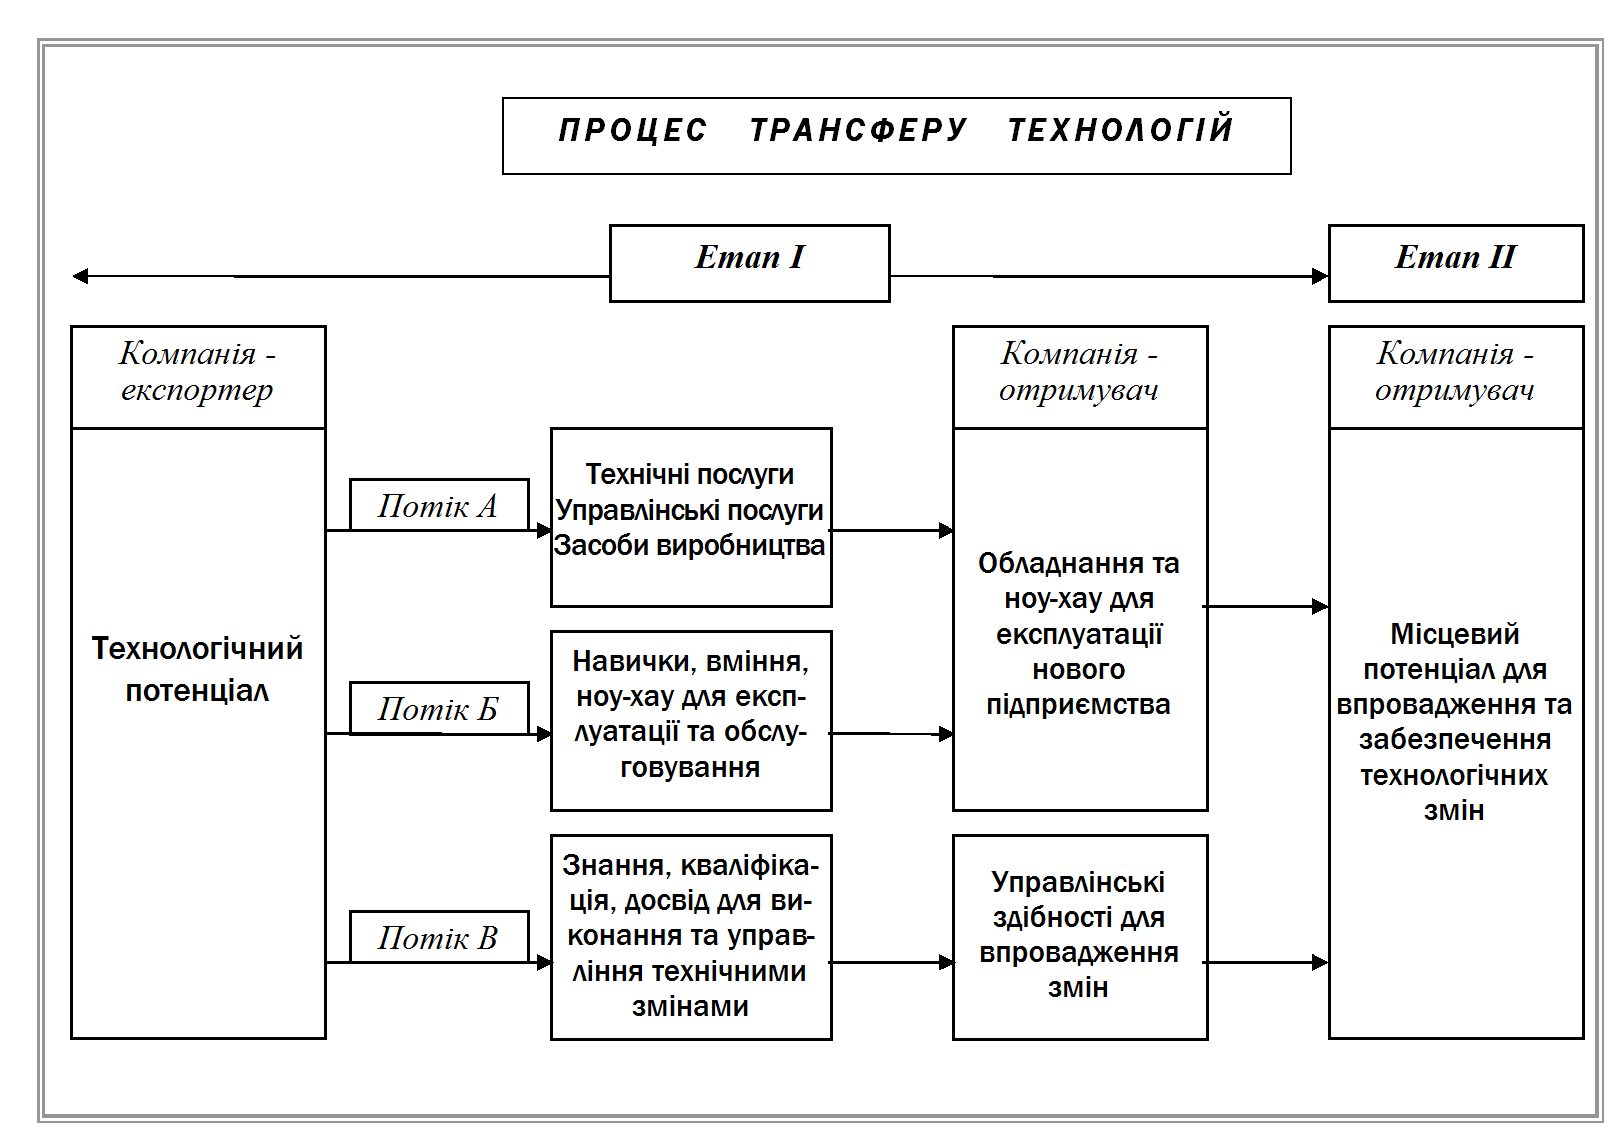 ПРОЦЕС ТРАНСФЕРУ ТЕХНОЛОГІЙ
Етап І
Етап ІІ
Компанія -
експортер
Технологічний
потенціал
Потік А
Технічні послуги
Управлінські послуги
Засоби виробництва
Потік Б
Навички, вміння,
ноу-хау для експ-
луатації та обслу-
говування
Потік В
Знання, кваліфіка-
ція, досвід для ви-
конання та управ-
ління технічними
змінами
Компанія -
отримувач
Обладнання та
ноу-хау для
експлуатації
нового
підприємства
Управлінські
здібності для
впровадження
змін
Компанія -
отримувач
Місцевий
потенціал для
впровадження та
забезпечення
технологічних
змін